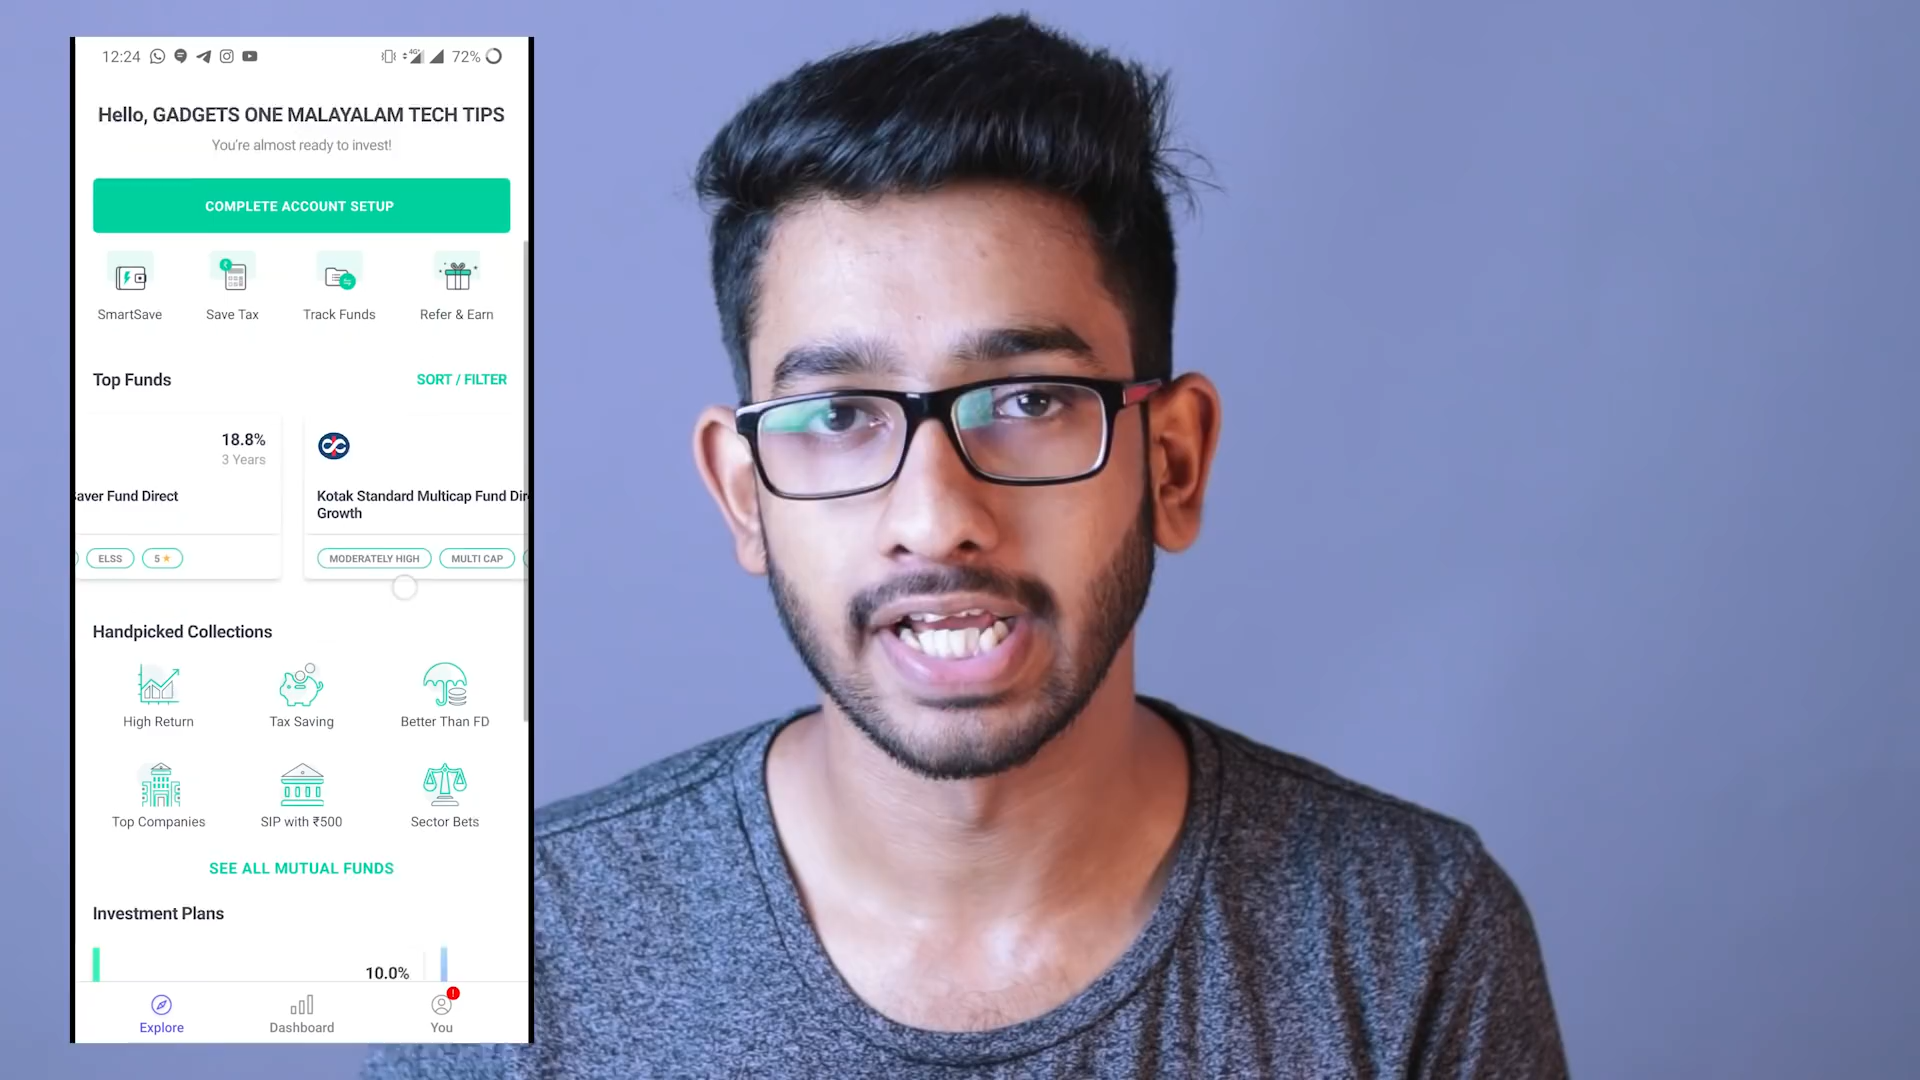 12:24
72%
Hello, GADGETS ONE MALAYALAM TECH TIPS
You're almost ready to invest!
COMPLETE ACCOUNT SETUP
SmartSave
Save Tax
Track Funds
Refer & Earn
Top Funds
SORT / FILTER
18.8%
3 Years
aver Fund Direct
ELSS
5★
Kotak Standard Multicap Fund Dir
Growth
MODERATELY HIGH
MULTI CAP
Handpicked Collections
High Return
Tax Saving
Better Than FD
Top Companies
SIP with ₹500
Sector Bets
SEE ALL MUTUAL FUNDS
Investment Plans
10.0%
Explore
Dashboard
You